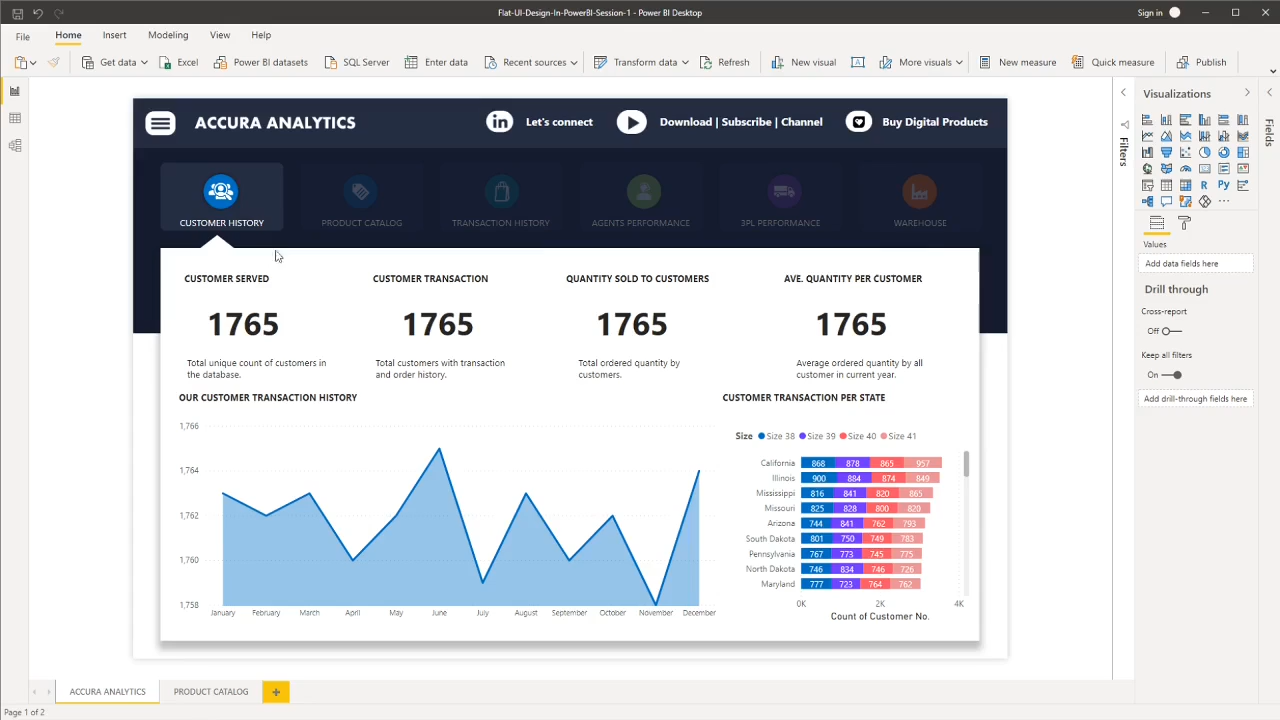 Flat-UI-Design-In-PowerBI-Session-1 - Power BI Desktop
Sign in
File Home Insert Modeling View Help
Get data Excel Power BI datasets SQL Server Enter data Recent sources Transform data Refresh New visual More visuals New measure Quick measure Publish
ACCURA ANALYTICS
in Let's connect
Download | Subscribe | Channel
Buy Digital Products
CUSTOMER HISTORY
PRODUCT CATALOG
TRANSACTION HISTORY
AGENTS PERFORMANCE
3PL PERFORMANCE
WAREHOUSE
CUSTOMER SERVED
1765
Total unique count of customers in
the database.
CUSTOMER TRANSACTION
1765
Total customers with transaction
and order history.
QUANTITY SOLD TO CUSTOMERS
1765
Total ordered quantity by
customers.
AVE. QUANTITY PER CUSTOMER
1765
Average ordered quantity by all
customer in current year.
OUR CUSTOMER TRANSACTION HISTORY
1,766
1,764
1,762
1,760
1,758
January February March April May June July August September October November December
CUSTOMER TRANSACTION PER STATE
Size Size 38 Size 39 Size 40 Size 41
California 868 878 865 957
Illinois 900 884 874 849
Mississippi 816 841 820 865
Missouri 825 828 800 820
Arizona 744 841 762 793
South Dakota 801 750 749 783
Pennsylvania 767 773 745 775
North Dakota 746 834 746 726
Maryland 777 723 764 762
0K 2K 4K
Count of Customer No.
Filters
Visualizations
R Py
Values
Add data fields here
Drill through
Cross-report
Off
Keep all filters
On
Add drill-through fields here
Fields
ACCURA ANALYTICS PRODUCT CATALOG +
Page 1 of 2